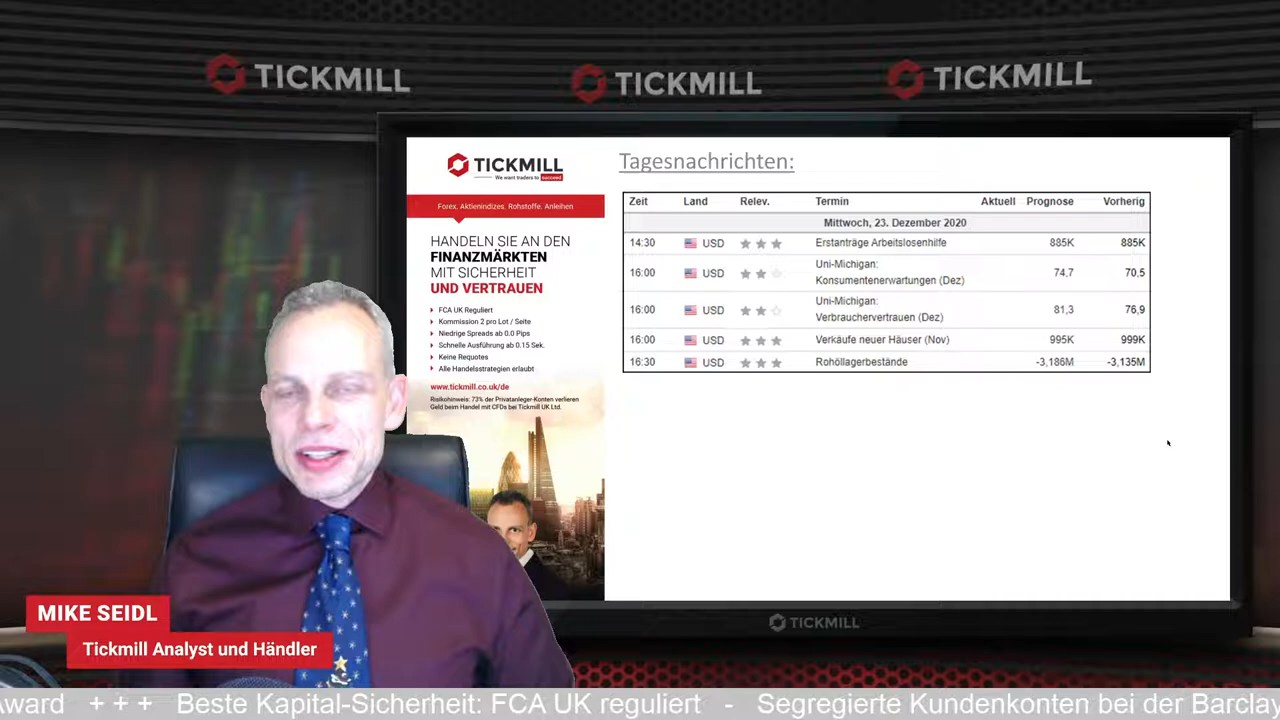 TICKMILL
TICKMILL
TICKMILL
TICKMILL
We want traders to succeed
Forex, Aktienindizes, Rohstoffe, Anleihen
HANDELN SIE AN DEN
FINANZMÄRKTEN
MIT SICHERHEIT
UND VERTRAUEN
FCA UK Reguliert
Kommission 2 pro Lot / Seite
Niedrige Spreads ab 0.0 Pips
Schnelle Ausführung ab 0.15 Sek.
Keine Requotes
Alle Handelsstrategien erlaubt
www.tickmill.co.uk/de
Risikohinweis: 73% der Privatanleger-Konten verlieren
Geld beim Handel mit CFDs bei Tickmill UK Ltd.
Tagesnachrichten:
Zeit Land Relev. Termin Aktuell Prognose Vorherig
Mittwoch, 23. Dezember 2020
14:30 USD Erstanträge Arbeitslosenhilfe 885K 885K
16:00 USD Uni-Michigan: Konsumentenerwartungen (Dez) 74,7 70,5
16:00 USD Uni-Michigan: Verbrauchervertrauen (Dez) 81,3 76,9
16:00 USD Verkäufe neuer Häuser (Nov) 995K 999K
16:30 USD Rohöllagerbestände -3,186M -3,135M
TICKMILL
MIKE SEIDL
Tickmill Analyst und Händler
Award +++ Beste Kapital-Sicherheit: FCA UK reguliert - Segregierte Kundenkonten bei der Barclay